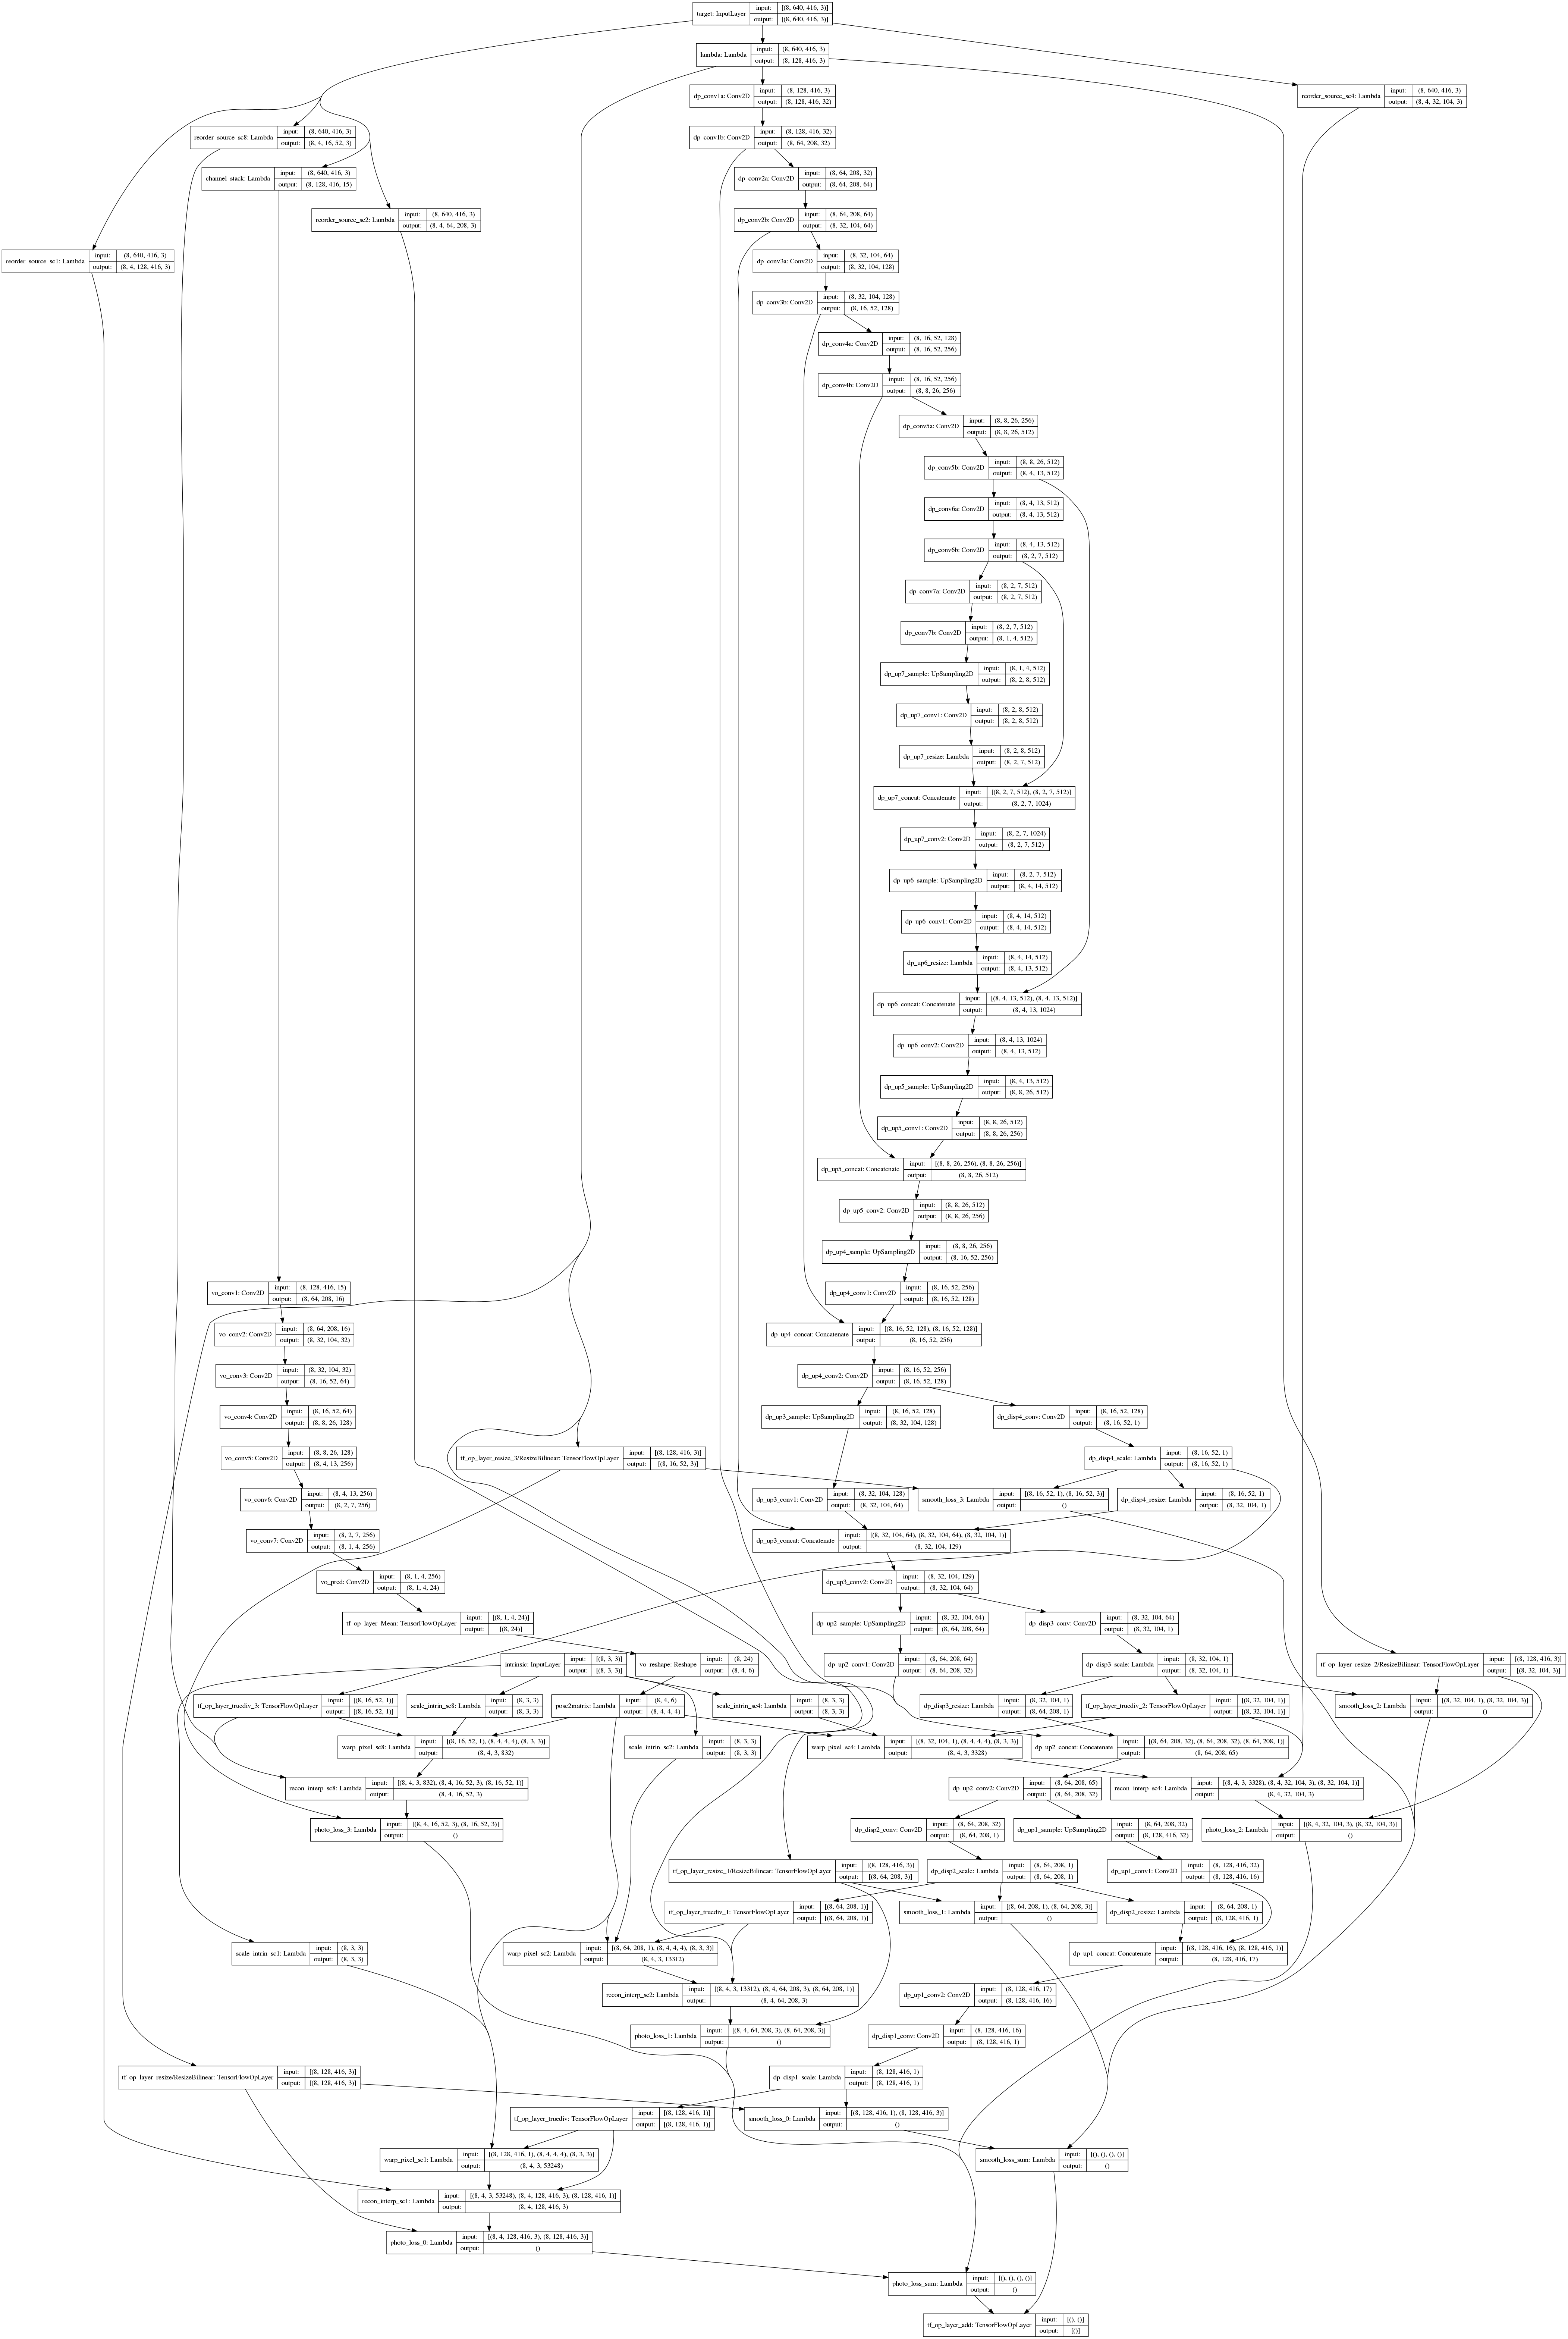 target: InputLayer
input: [(8, 640, 416, 3)]
output: [(8, 640, 416, 3)]
lambda: Lambda
input: (8, 640, 416, 3)
output: (8, 128, 416, 3)
dp_conv1a: Conv2D
input: (8, 128, 416, 3)
output: (8, 128, 416, 32)
reorder_source_sc4: Lambda
input: (8, 640, 416, 3)
output: (8, 4, 32, 104, 3)
reorder_source_sc8: Lambda
input: (8, 640, 416, 3)
output: (8, 4, 16, 52, 3)
dp_conv1b: Conv2D
input: (8, 128, 416, 32)
output: (8, 64, 208, 32)
channel_stack: Lambda
input: (8, 640, 416, 3)
output: (8, 128, 416, 15)
dp_conv2a: Conv2D
input: (8, 64, 208, 32)
output: (8, 64, 208, 64)
reorder_source_sc2: Lambda
input: (8, 640, 416, 3)
output: (8, 4, 64, 208, 3)
dp_conv2b: Conv2D
input: (8, 64, 208, 64)
output: (8, 32, 104, 64)
reorder_source_sc1: Lambda
input: (8, 640, 416, 3)
output: (8, 4, 128, 416, 3)
dp_conv3a: Conv2D
input: (8, 32, 104, 64)
output: (8, 32, 104, 128)
dp_conv3b: Conv2D
input: (8, 32, 104, 128)
output: (8, 16, 52, 128)
dp_conv4a: Conv2D
input: (8, 16, 52, 128)
output: (8, 16, 52, 256)
dp_conv4b: Conv2D
input: (8, 16, 52, 256)
output: (8, 8, 26, 256)
dp_conv5a: Conv2D
input: (8, 8, 26, 256)
output: (8, 8, 26, 512)
dp_conv5b: Conv2D
input: (8, 8, 26, 512)
output: (8, 4, 13, 512)
dp_conv6a: Conv2D
input: (8, 4, 13, 512)
output: (8, 4, 13, 512)
dp_conv6b: Conv2D
input: (8, 4, 13, 512)
output: (8, 2, 7, 512)
dp_conv7a: Conv2D
input: (8, 2, 7, 512)
output: (8, 2, 7, 512)
dp_conv7b: Conv2D
input: (8, 2, 7, 512)
output: (8, 1, 4, 512)
dp_up7_sample: UpSampling2D
input: (8, 1, 4, 512)
output: (8, 2, 8, 512)
dp_up7_conv1: Conv2D
input: (8, 2, 8, 512)
output: (8, 2, 8, 512)
dp_up7_resize: Lambda
input: (8, 2, 8, 512)
output: (8, 2, 7, 512)
dp_up7_concat: Concatenate
input: [(8, 2, 7, 512), (8, 2, 7, 512)]
output: (8, 2, 7, 1024)
dp_up7_conv2: Conv2D
input: (8, 2, 7, 1024)
output: (8, 2, 7, 512)
dp_up6_sample: UpSampling2D
input: (8, 2, 7, 512)
output: (8, 4, 14, 512)
dp_up6_conv1: Conv2D
input: (8, 4, 14, 512)
output: (8, 4, 14, 512)
dp_up6_resize: Lambda
input: (8, 4, 14, 512)
output: (8, 4, 13, 512)
dp_up6_concat: Concatenate
input: [(8, 4, 13, 512), (8, 4, 13, 512)]
output: (8, 4, 13, 1024)
dp_up6_conv2: Conv2D
input: (8, 4, 13, 1024)
output: (8, 4, 13, 512)
dp_up5_sample: UpSampling2D
input: (8, 4, 13, 512)
output: (8, 8, 26, 512)
dp_up5_conv1: Conv2D
input: (8, 8, 26, 512)
output: (8, 8, 26, 256)
dp_up5_concat: Concatenate
input: [(8, 8, 26, 256), (8, 8, 26, 256)]
output: (8, 8, 26, 512)
dp_up5_conv2: Conv2D
input: (8, 8, 26, 512)
output: (8, 8, 26, 256)
dp_up4_sample: UpSampling2D
input: (8, 8, 26, 256)
output: (8, 16, 52, 256)
vo_conv1: Conv2D
input: (8, 128, 416, 15)
output: (8, 64, 208, 16)
dp_up4_conv1: Conv2D
input: (8, 16, 52, 256)
output: (8, 16, 52, 128)
vo_conv2: Conv2D
input: (8, 64, 208, 16)
output: (8, 32, 104, 32)
dp_up4_concat: Concatenate
input: [(8, 16, 52, 128), (8, 16, 52, 128)]
output: (8, 16, 52, 256)
vo_conv3: Conv2D
input: (8, 32, 104, 32)
output: (8, 16, 52, 64)
dp_up4_conv2: Conv2D
input: (8, 16, 52, 256)
output: (8, 16, 52, 128)
vo_conv4: Conv2D
input: (8, 16, 52, 64)
output: (8, 8, 26, 128)
dp_up3_sample: UpSampling2D
input: (8, 16, 52, 128)
output: (8, 32, 104, 128)
dp_disp4_conv: Conv2D
input: (8, 16, 52, 128)
output: (8, 16, 52, 1)
vo_conv5: Conv2D
input: (8, 8, 26, 128)
output: (8, 4, 13, 256)
tf_op_layer_resize_3/ResizeBilinear: TensorFlowOpLayer
input: [(8, 128, 416, 3)]
output: [(8, 16, 52, 3)]
dp_disp4_scale: Lambda
input: (8, 16, 52, 1)
output: (8, 16, 52, 1)
vo_conv6: Conv2D
input: (8, 4, 13, 256)
output: (8, 2, 7, 256)
dp_up3_conv1: Conv2D
input: (8, 32, 104, 128)
output: (8, 32, 104, 64)
smooth_loss_3: Lambda
input: [(8, 16, 52, 1), (8, 16, 52, 3)]
output: ()
dp_disp4_resize: Lambda
input: (8, 16, 52, 1)
output: (8, 32, 104, 1)
vo_conv7: Conv2D
input: (8, 2, 7, 256)
output: (8, 1, 4, 256)
dp_up3_concat: Concatenate
input: [(8, 32, 104, 64), (8, 32, 104, 64), (8, 32, 104, 1)]
output: (8, 32, 104, 129)
vo_pred: Conv2D
input: (8, 1, 4, 256)
output: (8, 1, 4, 24)
dp_up3_conv2: Conv2D
input: (8, 32, 104, 129)
output: (8, 32, 104, 64)
tf_op_layer_Mean: TensorFlowOpLayer
input: [(8, 1, 4, 24)]
output: [(8, 24)]
dp_up2_sample: UpSampling2D
input: (8, 32, 104, 64)
output: (8, 64, 208, 64)
dp_disp3_conv: Conv2D
input: (8, 32, 104, 64)
output: (8, 32, 104, 1)
intrinsic: InputLayer
input: [(8, 3, 3)]
output: [(8, 3, 3)]
vo_reshape: Reshape
input: (8, 24)
output: (8, 4, 6)
dp_up2_conv1: Conv2D
input: (8, 64, 208, 64)
output: (8, 64, 208, 32)
dp_disp3_scale: Lambda
input: (8, 32, 104, 1)
output: (8, 32, 104, 1)
tf_op_layer_resize_2/ResizeBilinear: TensorFlowOpLayer
input: [(8, 128, 416, 3)]
output: [(8, 32, 104, 3)]
tf_op_layer_truediv_3: TensorFlowOpLayer
input: [(8, 16, 52, 1)]
output: [(8, 16, 52, 1)]
scale_intrin_sc8: Lambda
input: (8, 3, 3)
output: (8, 3, 3)
pose2matrix: Lambda
input: (8, 4, 6)
output: (8, 4, 4, 4)
scale_intrin_sc4: Lambda
input: (8, 3, 3)
output: (8, 3, 3)
dp_disp3_resize: Lambda
input: (8, 32, 104, 1)
output: (8, 64, 208, 1)
tf_op_layer_truediv_2: TensorFlowOpLayer
input: [(8, 32, 104, 1)]
output: [(8, 32, 104, 1)]
smooth_loss_2: Lambda
input: [(8, 32, 104, 1), (8, 32, 104, 3)]
output: ()
warp_pixel_sc8: Lambda
input: [(8, 16, 52, 1), (8, 4, 4, 4), (8, 3, 3)]
output: (8, 4, 3, 832)
scale_intrin_sc2: Lambda
input: (8, 3, 3)
output: (8, 3, 3)
warp_pixel_sc4: Lambda
input: [(8, 32, 104, 1), (8, 4, 4, 4), (8, 3, 3)]
output: (8, 4, 3, 3328)
dp_up2_concat: Concatenate
input: [(8, 64, 208, 32), (8, 64, 208, 32), (8, 64, 208, 1)]
output: (8, 64, 208, 65)
recon_interp_sc8: Lambda
input: [(8, 4, 3, 832), (8, 4, 16, 52, 3), (8, 16, 52, 1)]
output: (8, 4, 16, 52, 3)
dp_up2_conv2: Conv2D
input: (8, 64, 208, 65)
output: (8, 64, 208, 32)
recon_interp_sc4: Lambda
input: [(8, 4, 3, 3328), (8, 4, 32, 104, 3), (8, 32, 104, 1)]
output: (8, 4, 32, 104, 3)
photo_loss_3: Lambda
input: [(8, 4, 16, 52, 3), (8, 16, 52, 3)]
output: ()
dp_disp2_conv: Conv2D
input: (8, 64, 208, 32)
output: (8, 64, 208, 1)
dp_up1_sample: UpSampling2D
input: (8, 64, 208, 32)
output: (8, 128, 416, 32)
photo_loss_2: Lambda
input: [(8, 4, 32, 104, 3), (8, 32, 104, 3)]
output: ()
tf_op_layer_resize_1/ResizeBilinear: TensorFlowOpLayer
input: [(8, 128, 416, 3)]
output: [(8, 64, 208, 3)]
dp_disp2_scale: Lambda
input: (8, 64, 208, 1)
output: (8, 64, 208, 1)
dp_up1_conv1: Conv2D
input: (8, 128, 416, 32)
output: (8, 128, 416, 16)
tf_op_layer_truediv_1: TensorFlowOpLayer
input: [(8, 64, 208, 1)]
output: [(8, 64, 208, 1)]
smooth_loss_1: Lambda
input: [(8, 64, 208, 1), (8, 64, 208, 3)]
output: ()
dp_disp2_resize: Lambda
input: (8, 64, 208, 1)
output: (8, 128, 416, 1)
scale_intrin_sc1: Lambda
input: (8, 3, 3)
output: (8, 3, 3)
warp_pixel_sc2: Lambda
input: [(8, 64, 208, 1), (8, 4, 4, 4), (8, 3, 3)]
output: (8, 4, 3, 13312)
dp_up1_concat: Concatenate
input: [(8, 128, 416, 16), (8, 128, 416, 1)]
output: (8, 128, 416, 17)
recon_interp_sc2: Lambda
input: [(8, 4, 3, 13312), (8, 4, 64, 208, 3), (8, 64, 208, 1)]
output: (8, 4, 64, 208, 3)
dp_up1_conv2: Conv2D
input: (8, 128, 416, 17)
output: (8, 128, 416, 16)
photo_loss_1: Lambda
input: [(8, 4, 64, 208, 3), (8, 64, 208, 3)]
output: ()
dp_disp1_conv: Conv2D
input: (8, 128, 416, 16)
output: (8, 128, 416, 1)
tf_op_layer_resize/ResizeBilinear: TensorFlowOpLayer
input: [(8, 128, 416, 3)]
output: [(8, 128, 416, 3)]
dp_disp1_scale: Lambda
input: (8, 128, 416, 1)
output: (8, 128, 416, 1)
tf_op_layer_truediv: TensorFlowOpLayer
input: [(8, 128, 416, 1)]
output: [(8, 128, 416, 1)]
smooth_loss_0: Lambda
input: [(8, 128, 416, 1), (8, 128, 416, 3)]
output: ()
warp_pixel_sc1: Lambda
input: [(8, 128, 416, 1), (8, 4, 4, 4), (8, 3, 3)]
output: (8, 4, 3, 53248)
smooth_loss_sum: Lambda
input: [(), (), (), ()]
output: ()
recon_interp_sc1: Lambda
input: [(8, 4, 3, 53248), (8, 4, 128, 416, 3), (8, 128, 416, 1)]
output: (8, 4, 128, 416, 3)
photo_loss_0: Lambda
input: [(8, 4, 128, 416, 3), (8, 128, 416, 3)]
output: ()
photo_loss_sum: Lambda
input: [(), (), (), ()]
output: ()
tf_op_layer_add: TensorFlowOpLayer
input: [(), ()]
output: [()]